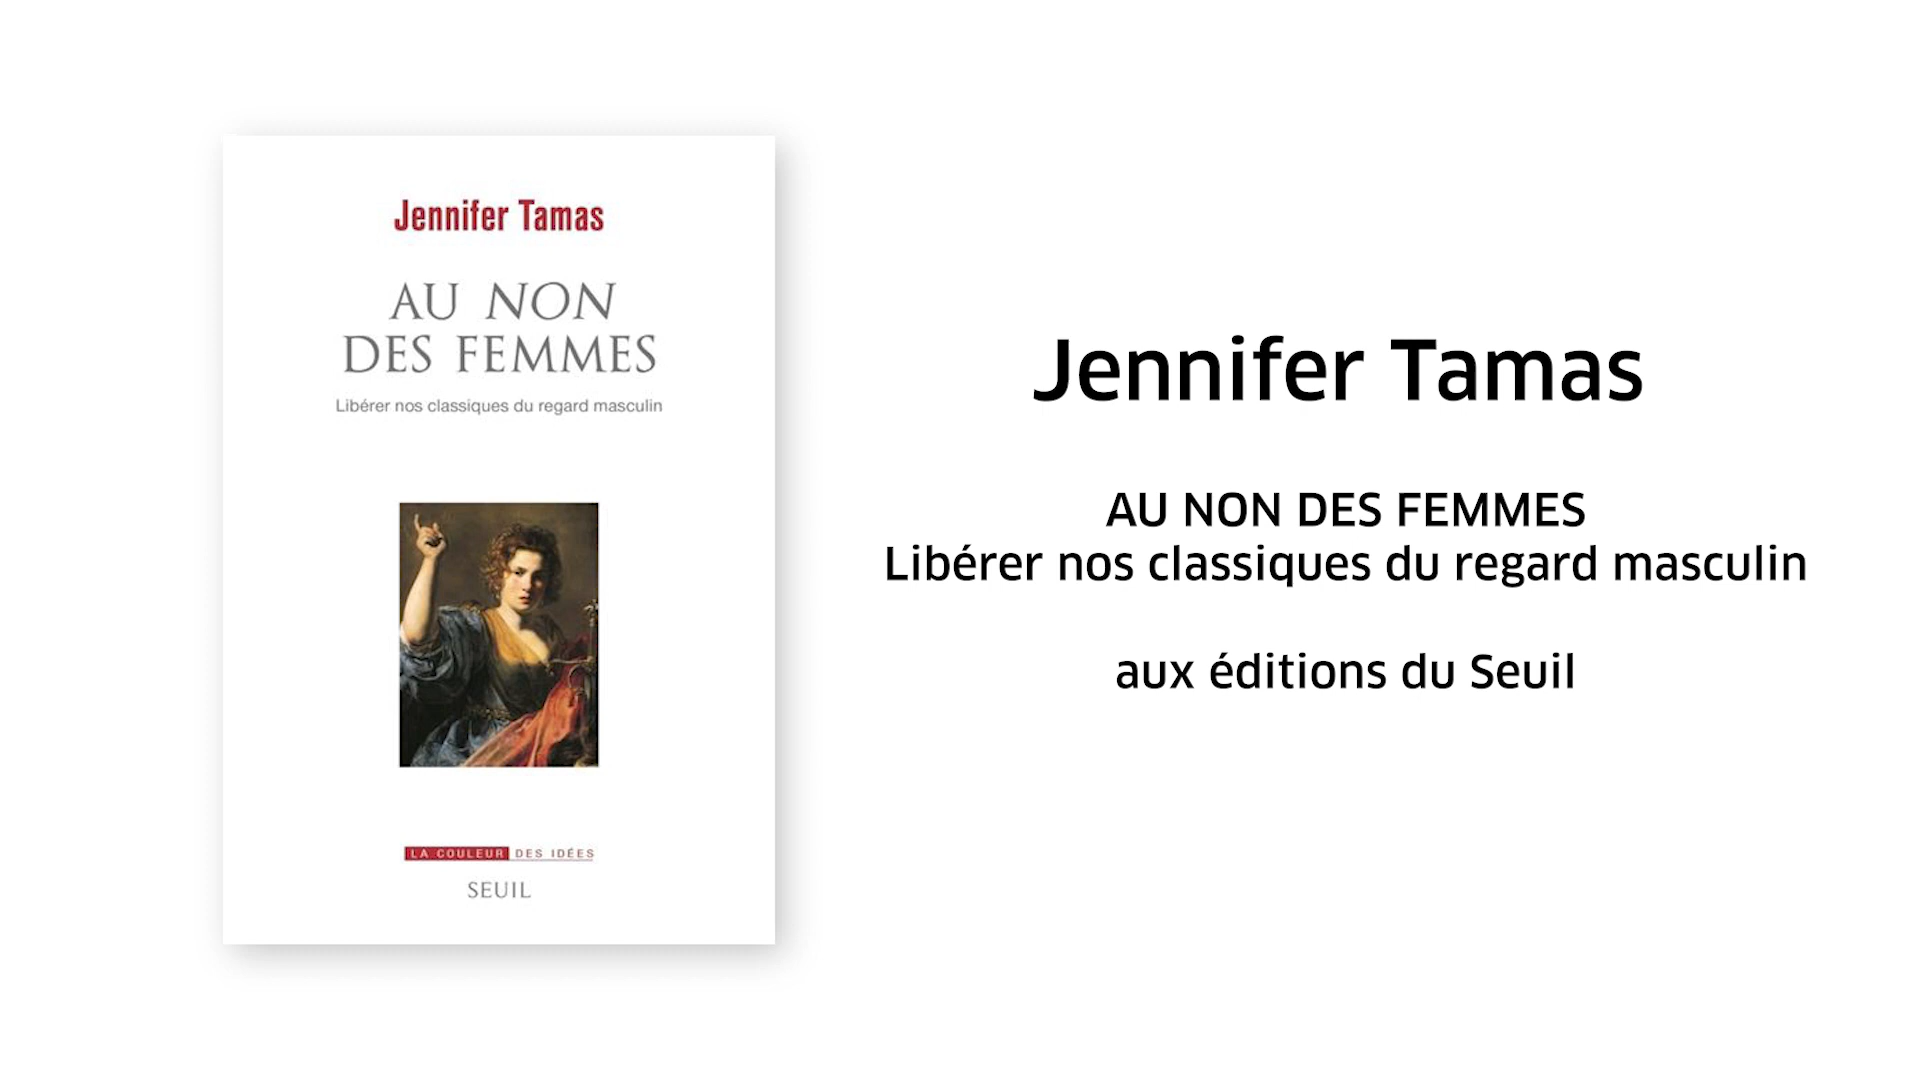 Jennifer Tamas
AU NON
DES FEMMES
Libérer nos classiques du regard masculin
LA COULEUR DES IDÉES
SEUIL
Jennifer Tamas
AU NON DES FEMMES
Libérer nos classiques du regard masculin
aux éditions du Seuil